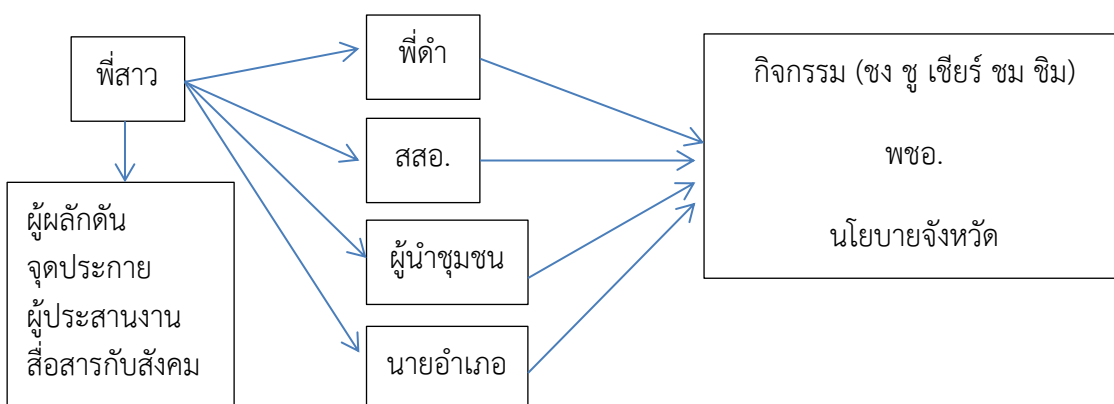 พี่สาว
ผู้ผลักดัน
จุดประกาย
ผู้ประสานงาน
สื่อสารกับสังคม
พี่ดำ
สสอ.
ผู้นำชุมชน
นายอำเภอ
กิจกรรม (ชง ชู เชียร์ ชม ชิม)
พชอ.
นโยบายจังหวัด